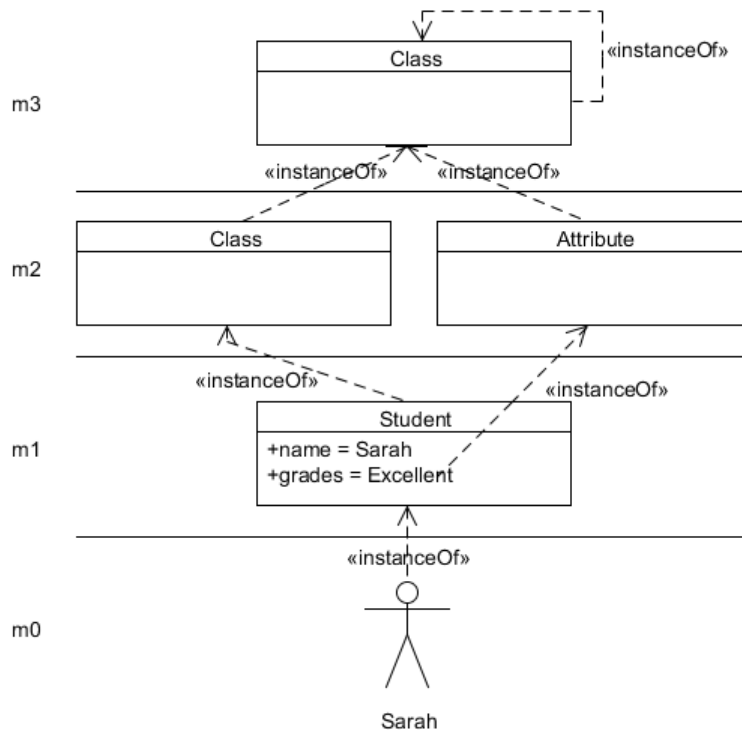 Class
«instanceOf»
m3
«instanceOf»
«instanceOf»
Class
Attribute
m2
«instanceOf»
«instanceOf»
Student
m1
+name = Sarah
+grades = Excellent
«instanceOf»
m0
Sarah